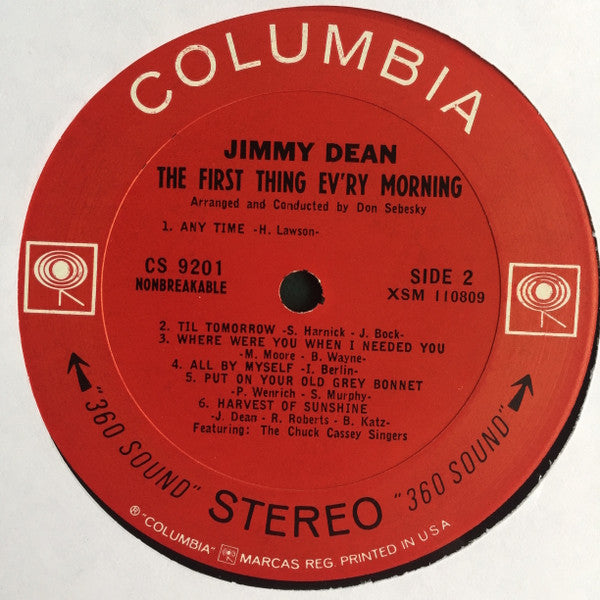 COLUMBIA
JIMMY DEAN
THE FIRST THING EV'RY MORNING
Arranged and Conducted by Don Sebesky
1. ANY TIME -H. Lawson-
CS 9201
NONBREAKABLE
SIDE 2
XSM 110809
2. TIL TOMORROW -S. Harnick - J. Bock-
3. WHERE WERE YOU WHEN I NEEDED YOU
-M. Moore - B. Wayne-
4. ALL BY MYSELF -I. Berlin-
5. PUT ON YOUR OLD GREY BONNET
-P. Wenrich - S. Murphy-
6. HARVEST OF SUNSHINE
-J. Dean - R. Roberts - B. Katz-
Featuring: The Chuck Cassey Singers
"360 SOUND" STEREO "360 SOUND"
® "COLUMBIA" MARCAS REG. PRINTED IN U S A